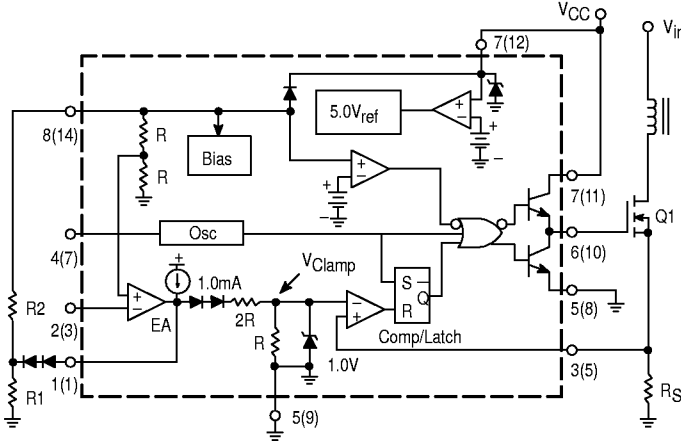 VCC
Vin
7(12)
8(14)
R
R
Bias
5.0Vref
+
−
+
−
+
−
+
−
7(11)
Q1
Osc
4(7)
6(10)
+
1.0mA
VClamp
S
Q
R
5(8)
R2
2(3)
+
−
EA
2R
R
−
+
1.0V
Comp/Latch
1(1)
3(5)
R1
5(9)
RS